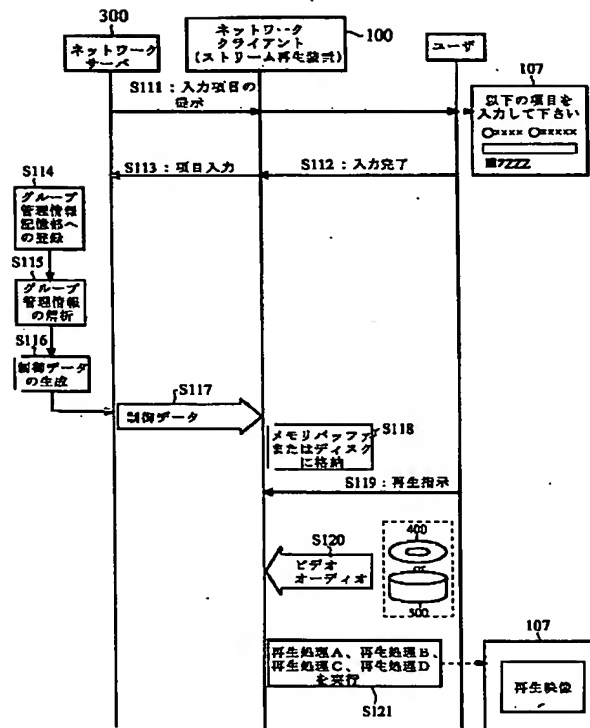 300
ネットワーク
サーバ
ネットワーク
クライアント
(ストリーム再生装置)
100
ユーザ
S111：入力項目の
提示
107
以下の項目を
入力して下さい
○xxxx ○xxxxx
S113：項目入力
S112：入力完了
S114
グループ
管理情報
記憶部へ
の登録
S115
グループ
管理情報
の解析
S116
制御データ
の生成
S117
制御データ
メモリバッファ
またはディスク
に格納
S118
S119：再生指示
S120
ビデオ
オーディオ
400
or
500
再生処理A、再生処理B、
再生処理C、再生処理D
を実行
S121
107
再生映像